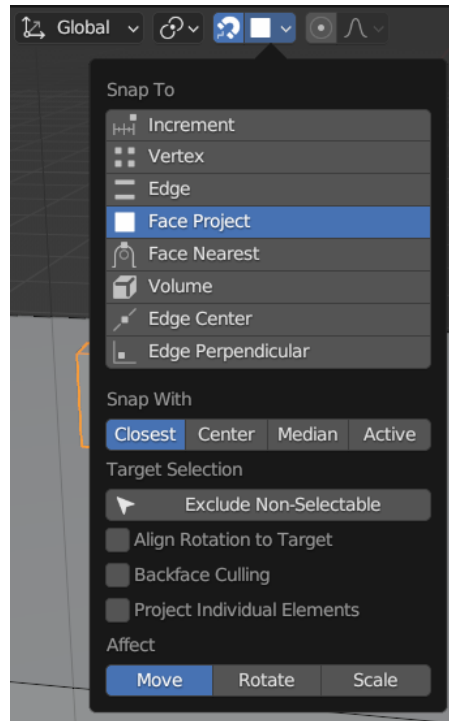 Global
Snap To
Increment
Vertex
Edge
Face Project
Face Nearest
Volume
Edge Center
Edge Perpendicular
Snap With
Closest Center Median Active
Target Selection
Exclude Non-Selectable
Align Rotation to Target
Backface Culling
Project Individual Elements
Affect
Move Rotate Scale